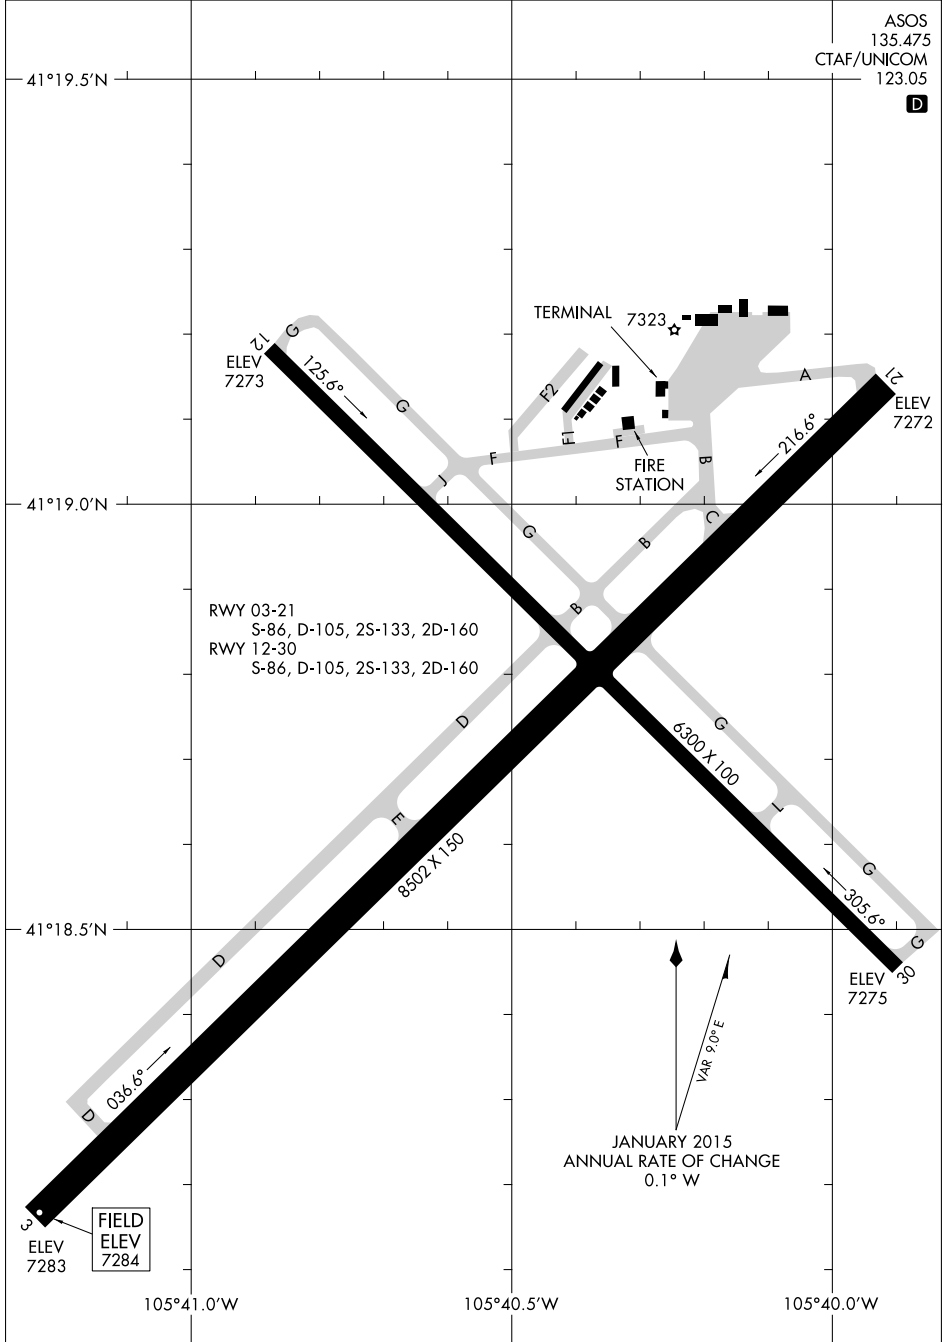 ASOS
135.475
CTAF/UNICOM
123.05
D
41°19.5'N
TERMINAL
7323
12
G
ELEV
7273
125.6°
G
F2
F1
F
F
A
21
ELEV
7272
216.6°
FIRE
STATION
B
J
41°19.0'N
C
G
B
B
RWY 03-21
S-86, D-105, 2S-133, 2D-160
RWY 12-30
S-86, D-105, 2S-133, 2D-160
D
G
6300 X 100
E
L
8502 X 150
G
305.6°
41°18.5'N
G
D
30
ELEV
7275
VAR 9.0° E
036.6°
D
JANUARY 2015
ANNUAL RATE OF CHANGE
0.1° W
3
ELEV
7283
FIELD
ELEV
7284
105°41.0'W
105°40.5'W
105°40.0'W